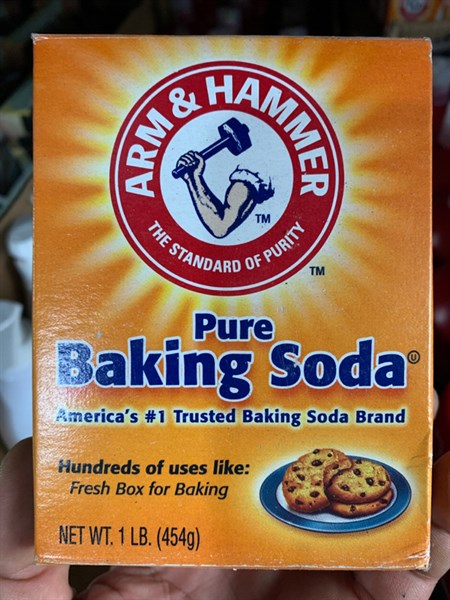 ARM & HAMMER
TM
THE STANDARD OF PURITY
TM
Pure
Baking Soda Ⓤ
America's #1 Trusted Baking Soda Brand
Hundreds of uses like:
Fresh Box for Baking
NET WT. 1 LB. (454g)